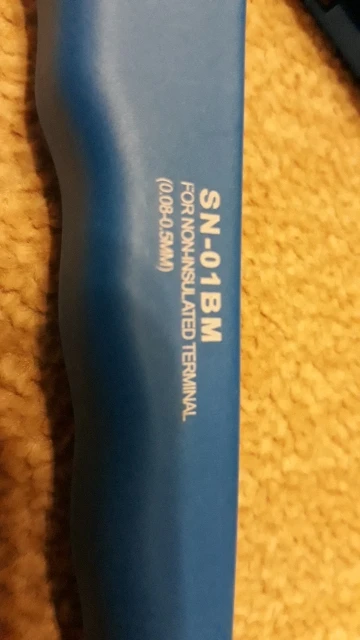 SN-01BM
FOR NON-INSULATED TERMINAL
(0.08-0.5MM)